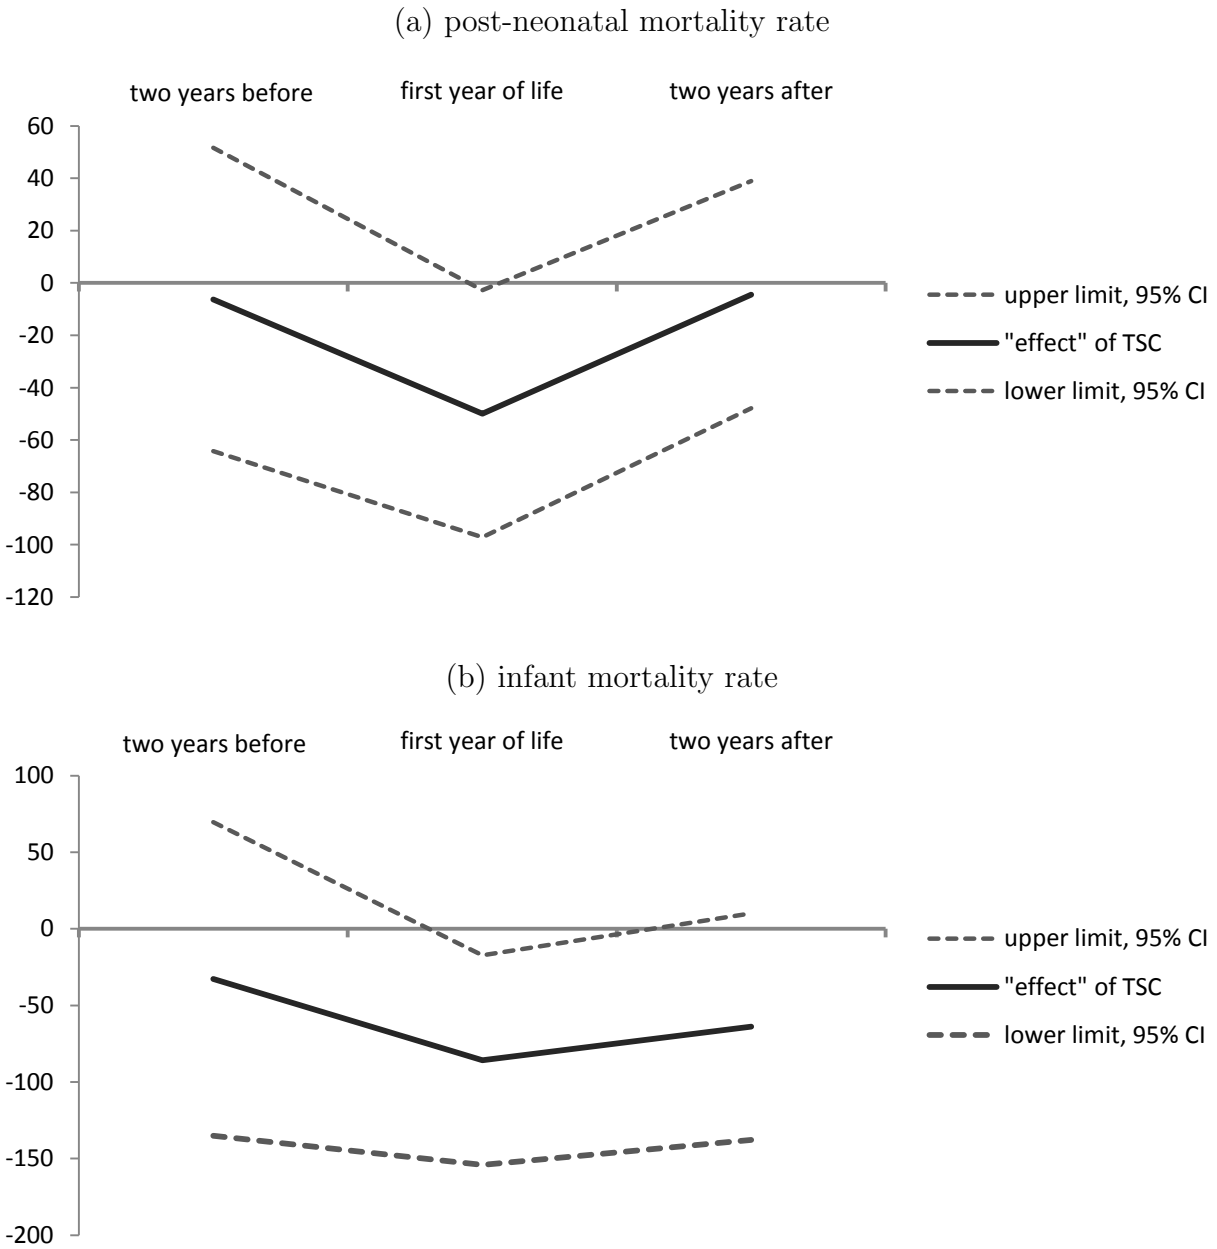 (a) post-neonatal mortality rate
two years before first year of life two years after
60
40
20
0
-20
-40
-60
-80
-100
-120
upper limit, 95% CI
"effect" of TSC
lower limit, 95% CI
(b) infant mortality rate
two years before first year of life two years after
100
50
0
-50
-100
-150
-200
upper limit, 95% CI
"effect" of TSC
lower limit, 95% CI